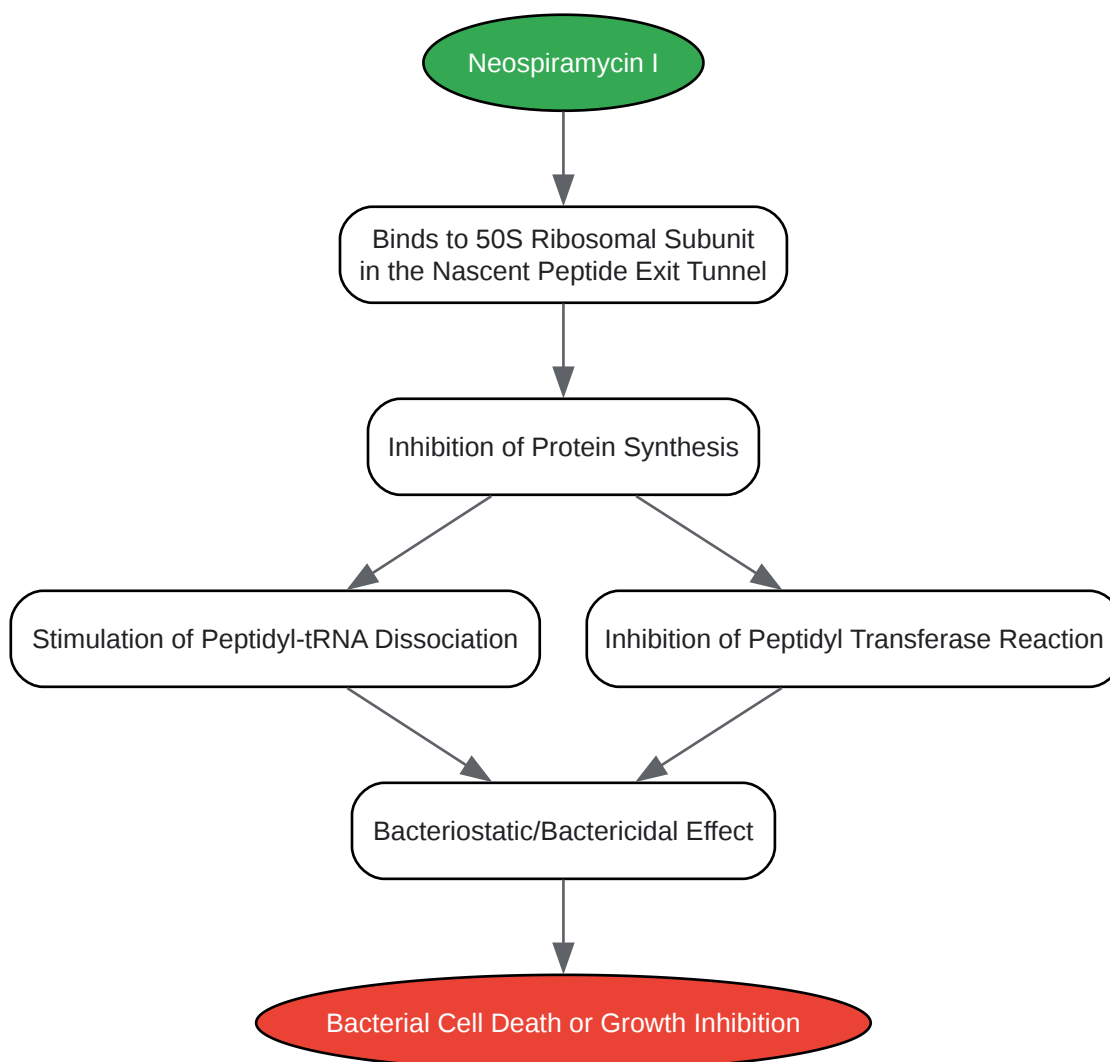 Neospiramycin I
Binds to 50S Ribosomal Subunit
in the Nascent Peptide Exit Tunnel
Inhibition of Protein Synthesis
Stimulation of Peptidyl-tRNA Dissociation
Inhibition of Peptidyl Transferase Reaction
Bacteriostatic/Bactericidal Effect
Bacterial Cell Death or Growth Inhibition